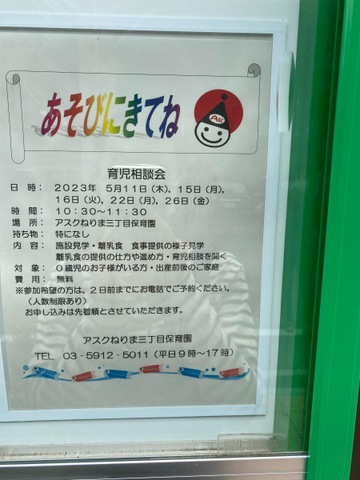 あそびにきてね
Ask
育児相談会
日 時： 2023年 5月11日（木），15日（月），
16日（火），22日（月），26日（金）
時 間： 10：30～11：30
場 所： アスクねりま三丁目保育園
持ち物： 特になし
内 容： 施設見学・離乳食 食事提供の様子見学
離乳食の提供の仕方や進め方・育児相談を聞く
対 象： 0歳児のお子様がいる方・出産前後のご家庭
費 用： 無料
※参加希望の方は、2日前までにお電話でご予約ください。
（人数制限あり）
お申し込みは先着順とさせていただきます。
アスクねりま三丁目保育園
TEL 03-5912-5011（平日9時～17時）